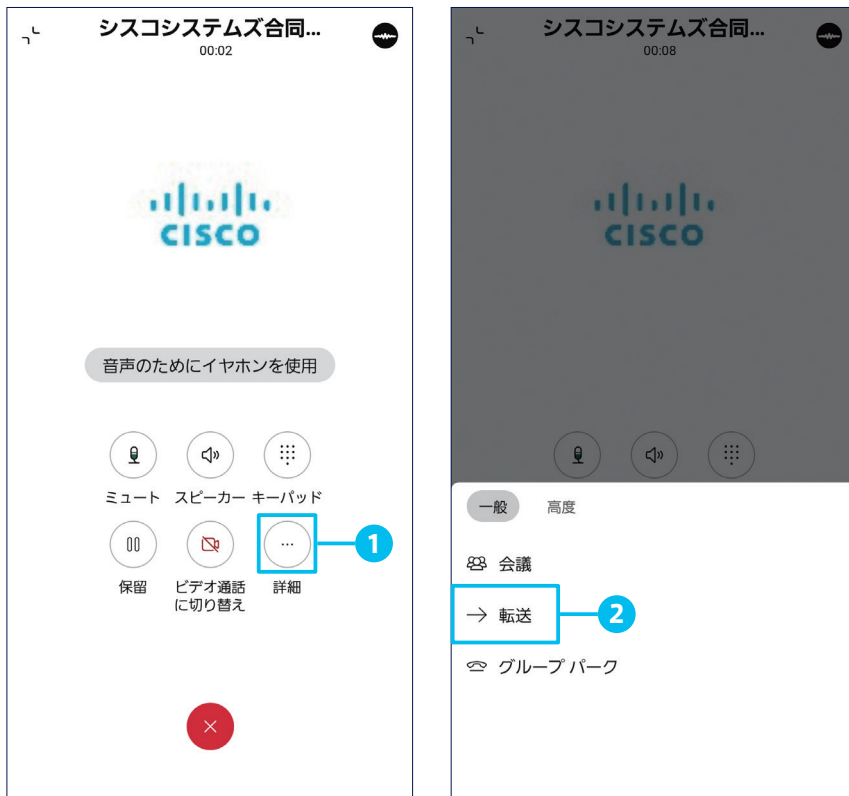 シスコシステムズ合同...
00:02
CISCO
音声のためにイヤホンを使用
ミュート スピーカー キーパッド
1
保留 ビデオ通話 詳細
に切り替え
シスコシステムズ合同...
00:08
CISCO
一般 高度
会議
転送 2
グループ パーク